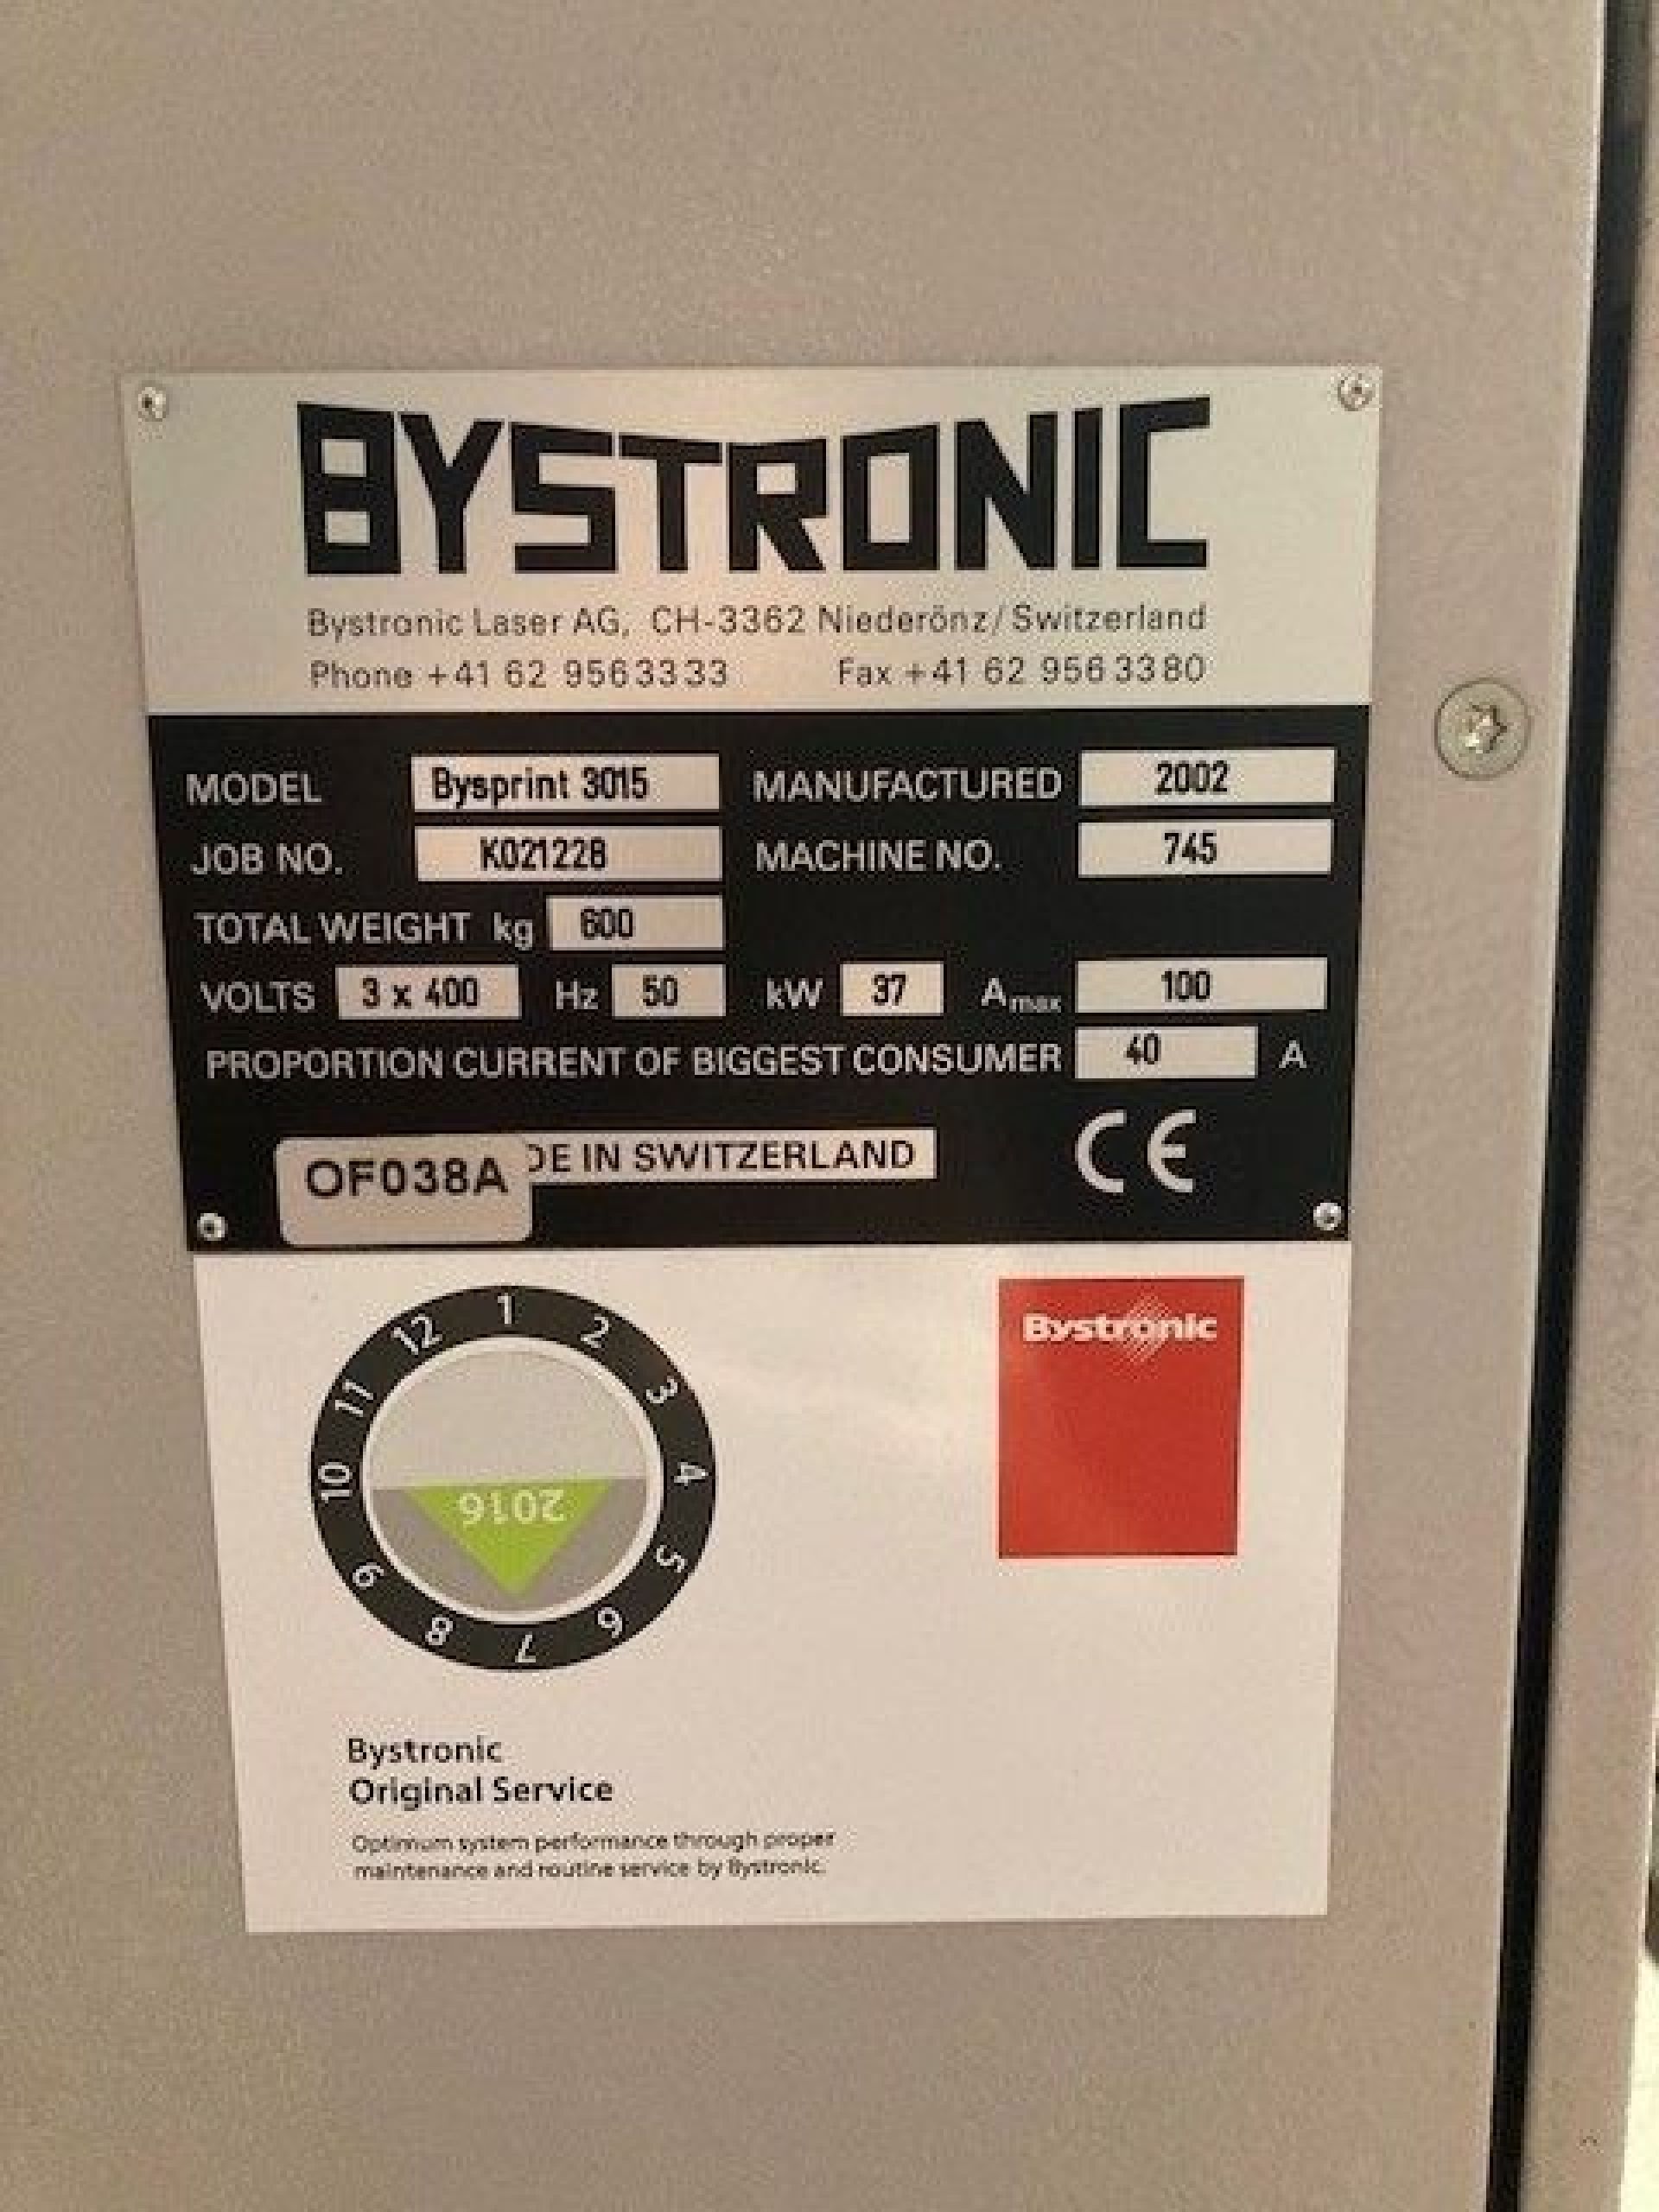 BYSTRONIC
Bystronic Laser AG, CH-3362 Niederönz/Switzerland
Phone +41 62 956 33 33 Fax +41 62 956 33 80
MODEL Bysprint 3015 MANUFACTURED 2002
JOB NO. K021228 MACHINE NO. 745
TOTAL WEIGHT kg 600
VOLTS 3 x 400 Hz 50 kW 37 Amax 100
PROPORTION CURRENT OF BIGGEST CONSUMER 40 A
OF038A DE IN SWITZERLAND CE
1 2 3 4 5 6 7 8 9 10 11 12
2016
Bystronic
Bystronic
Original Service
Optimum system performance through proper
maintenance and routine service by Bystronic.